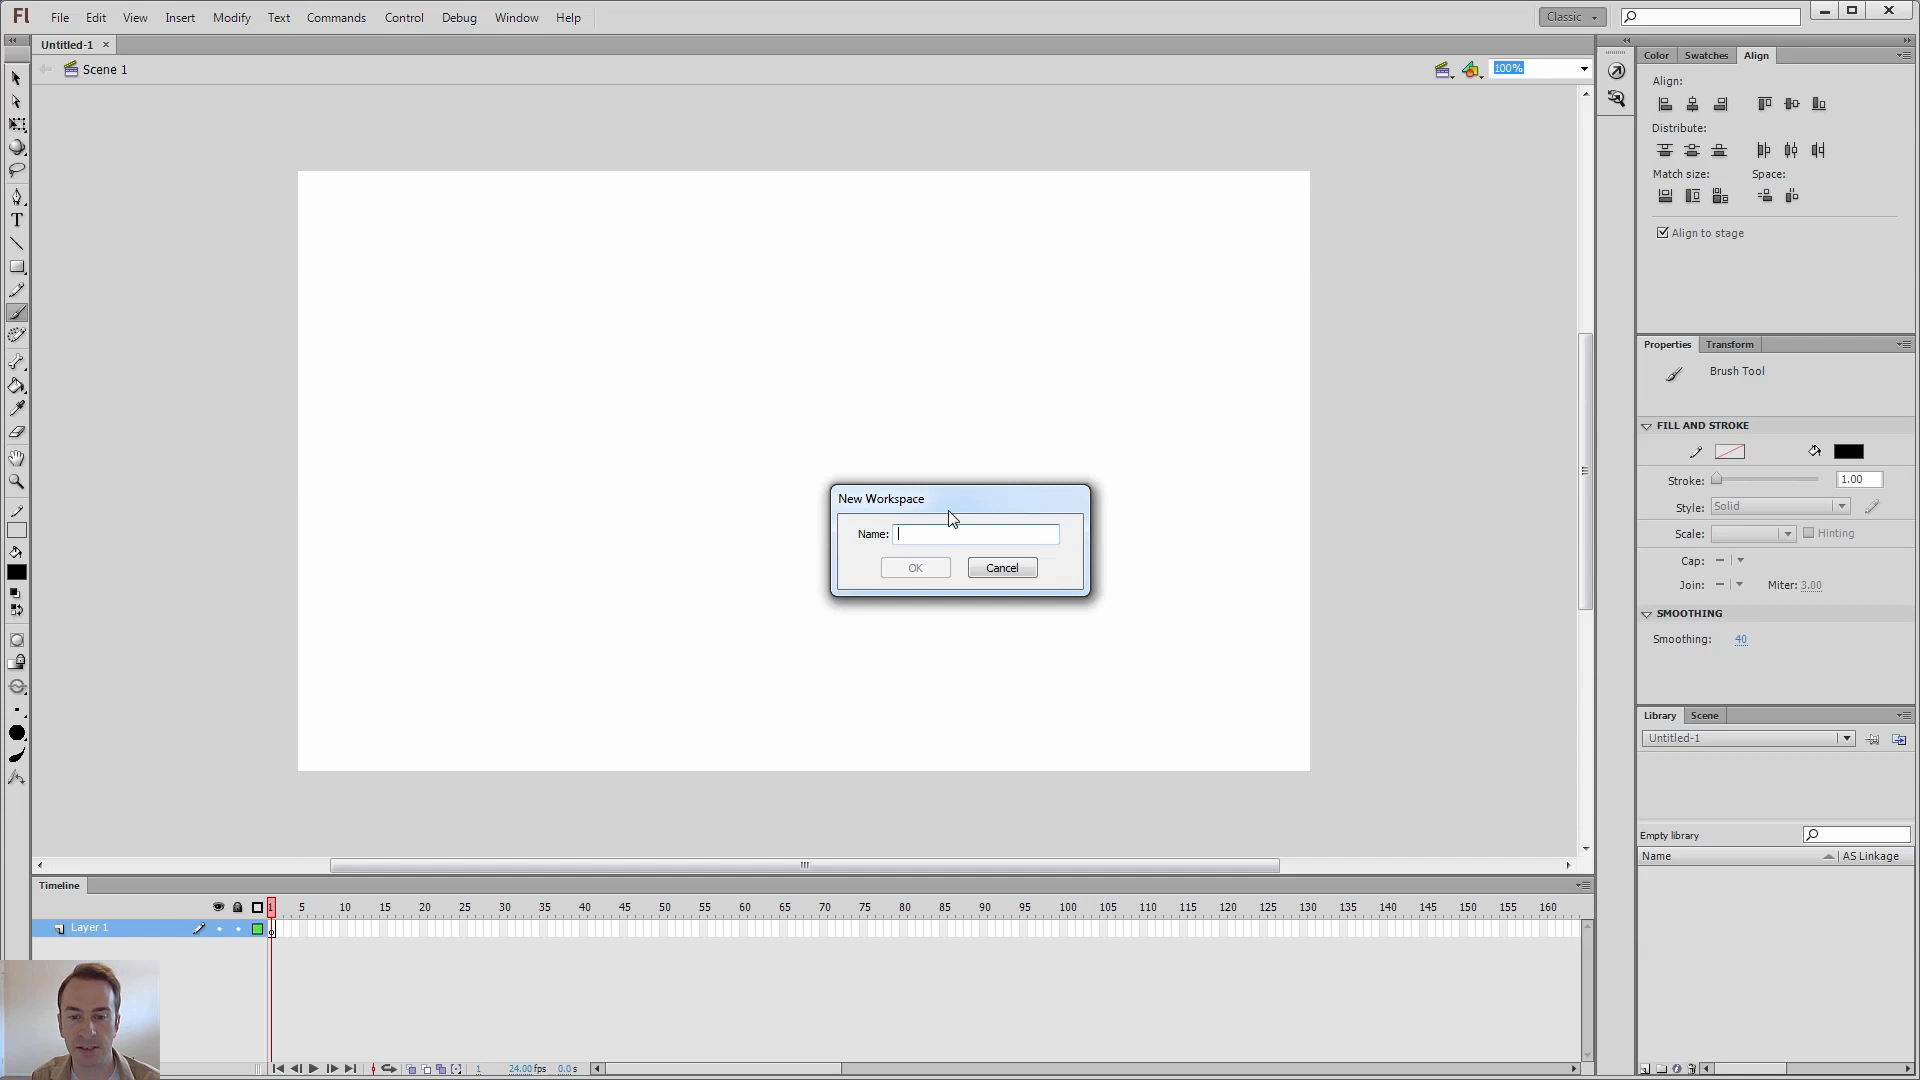 Fl File Edit View Insert Modify Text Commands Control Debug Window Help Classic
Untitled-1 ×
Scene 1 100%
Color Swatches Align
Align:
Distribute:
Match size: Space:
Align to stage
New Workspace
Name:
OK Cancel
Properties Transform
Brush Tool
FILL AND STROKE
Stroke: 1.00
Style: Solid
Scale: Hinting
Cap:
Join: Miter: 3.00
SMOOTHING
Smoothing: 40
Library Scene
Untitled-1
Empty library
Name AS Linkage
Timeline
1 5 10 15 20 25 30 35 40 45 50 55 60 65 70 75 80 85 90 95 100 105 110 115 120 125 130 135 140 145 150 155 160
Layer 1
1 24.00 fps 0.0 s